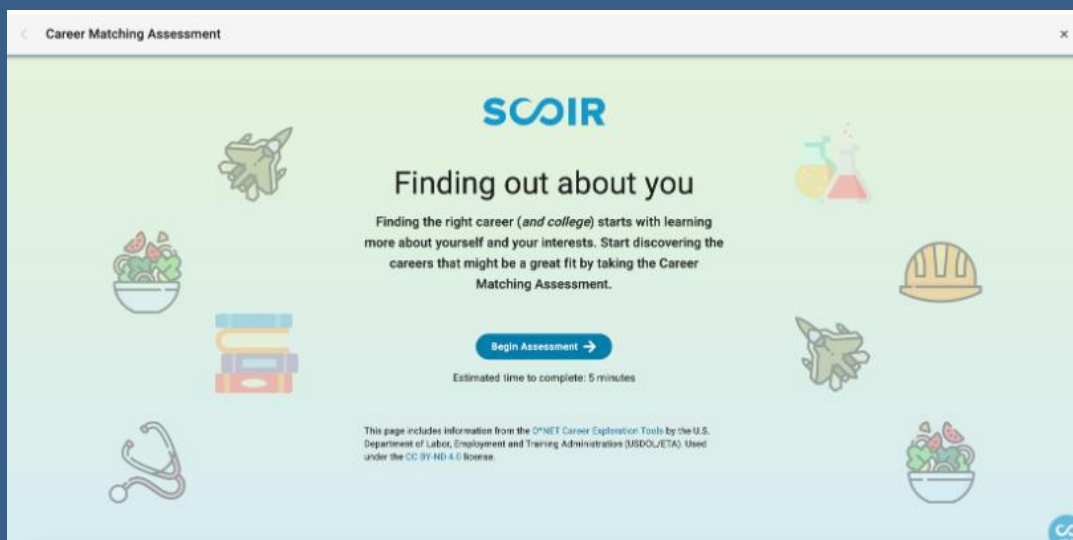 Career Matching Assessment
SCOIR
Finding out about you
Finding the right career (and college) starts with learning
more about yourself and your interests. Start discovering the
careers that might be a great fit by taking the Career
Matching Assessment.
Begin Assessment →
Estimated time to complete: 5 minutes
This page includes information from the O*NET Career Exploration Tools by the U.S.
Department of Labor, Employment and Training Administration (USDOL/ETA). Used
under the CC BY-ND 4.0 license.